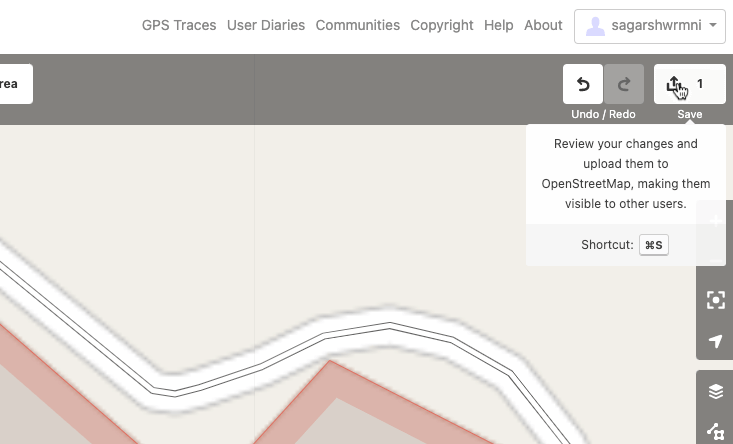 GPS Traces User Diaries Communities Copyright Help About sagarshwrmni
rea
1
Undo / Redo Save
Review your changes and
upload them to
OpenStreetMap, making them
visible to other users.
Shortcut: ⌘S